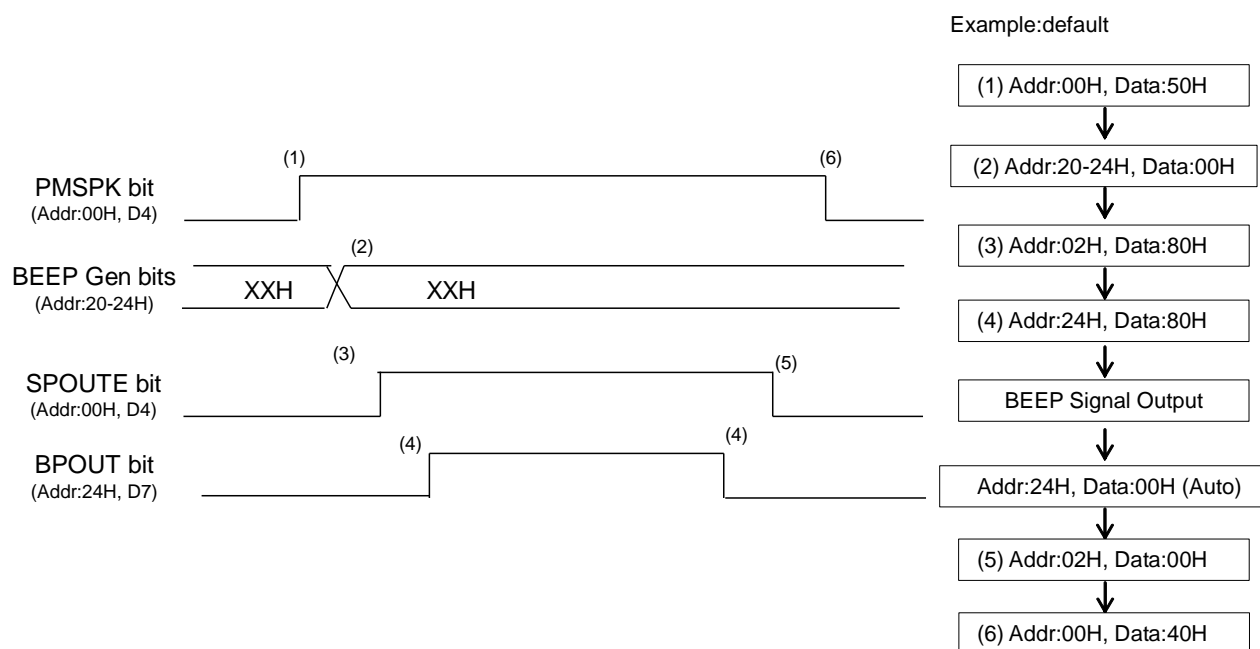 Example:default
(1) Addr:00H, Data:50H
(1)
(6)
(2) Addr:20-24H, Data:00H
PMSPK bit
(Addr:00H, D4)
(2)
(3) Addr:02H, Data:80H
BEEP Gen bits
(Addr:20-24H)
XXH
XXH
(4) Addr:24H, Data:80H
(3)
(5)
SPOUTE bit
(Addr:00H, D4)
BEEP Signal Output
(4)
(4)
BPOUT bit
(Addr:24H, D7)
Addr:24H, Data:00H (Auto)
(5) Addr:02H, Data:00H
(6) Addr:00H, Data:40H